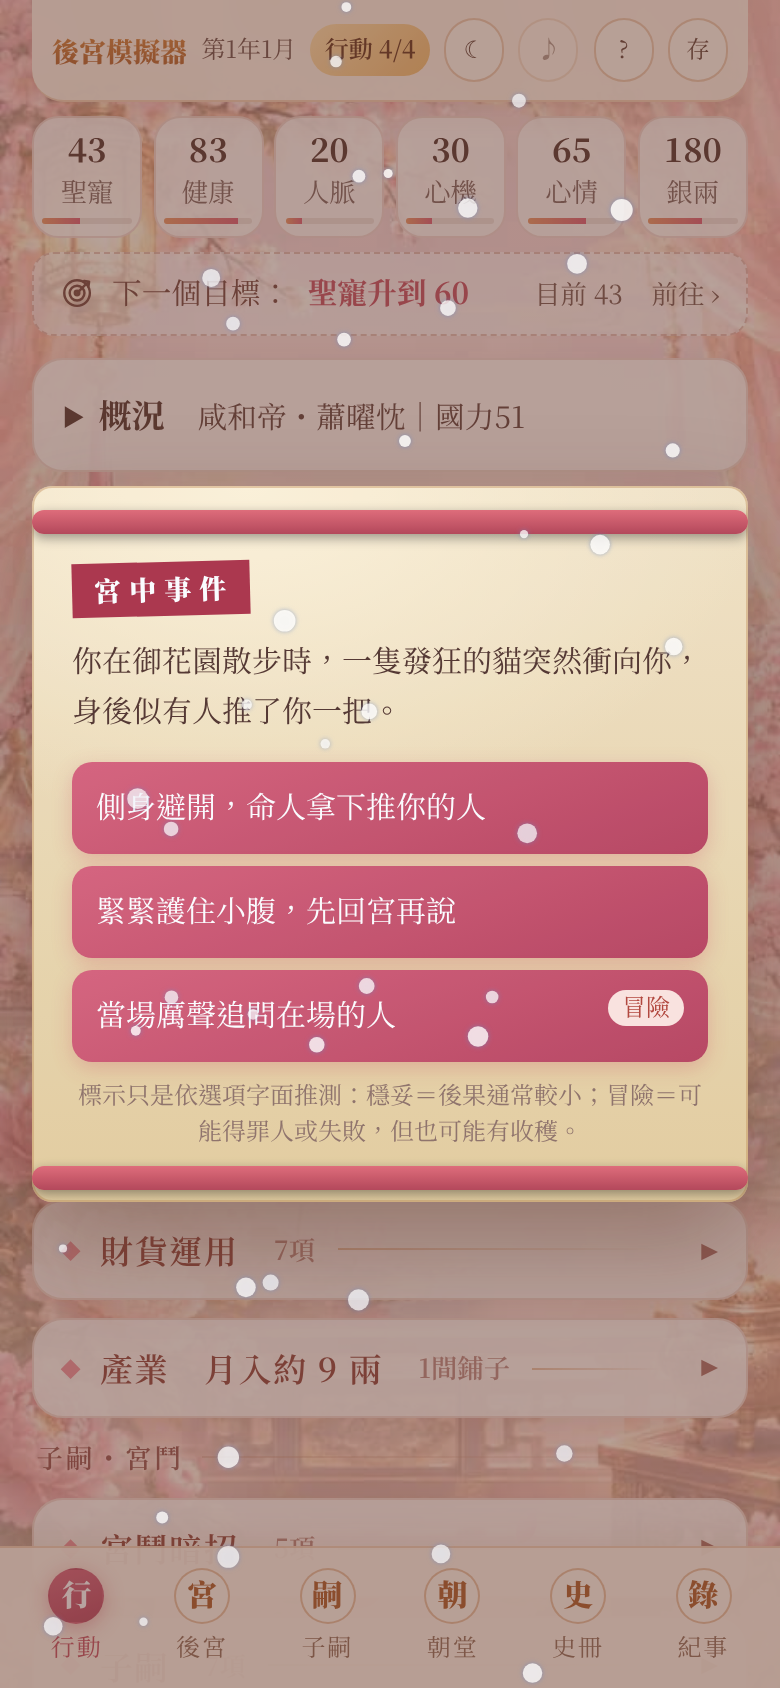 後宮模擬器 第1年1月 行動 4/4 ☾ ♪ ? 存
43 83 20 30 65 180
聖寵 健康 人脈 心機 心情 銀兩
下一個目標： 聖寵升到 60 目前 43 前往 ›
▶ 概況 咸和帝・蕭曜忱｜國力51
宮中事件
你在御花園散步時，一隻發狂的貓突然衝向你，
身後似有人推了你一把。
側身避開，命人拿下推你的人
緊緊護住小腹，先回宮再說
當場厲聲追問在場的人 冒險
標示只是依選項字面推測：穩妥＝後果通常較小；冒險＝可
能得罪人或失敗，但也可能有收穫。
財貨運用 7項 ▶
產業 月入約 9 兩 1間鋪子 ▶
子嗣・宮鬥
宮鬥暗招 5項
行 宮 嗣 朝 史 錄
行動 後宮 子嗣 朝堂 史冊 紀事